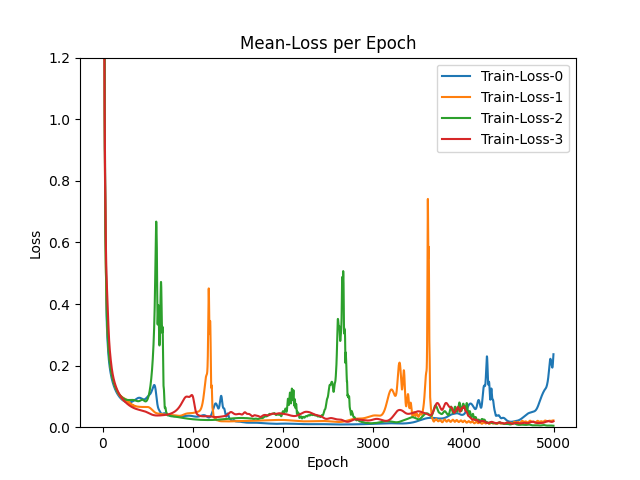 Mean-Loss per Epoch
1.2
1.0
0.8
0.6
0.4
0.2
0.0
Loss
Train-Loss-0
Train-Loss-1
Train-Loss-2
Train-Loss-3
0 1000 2000 3000 4000 5000
Epoch